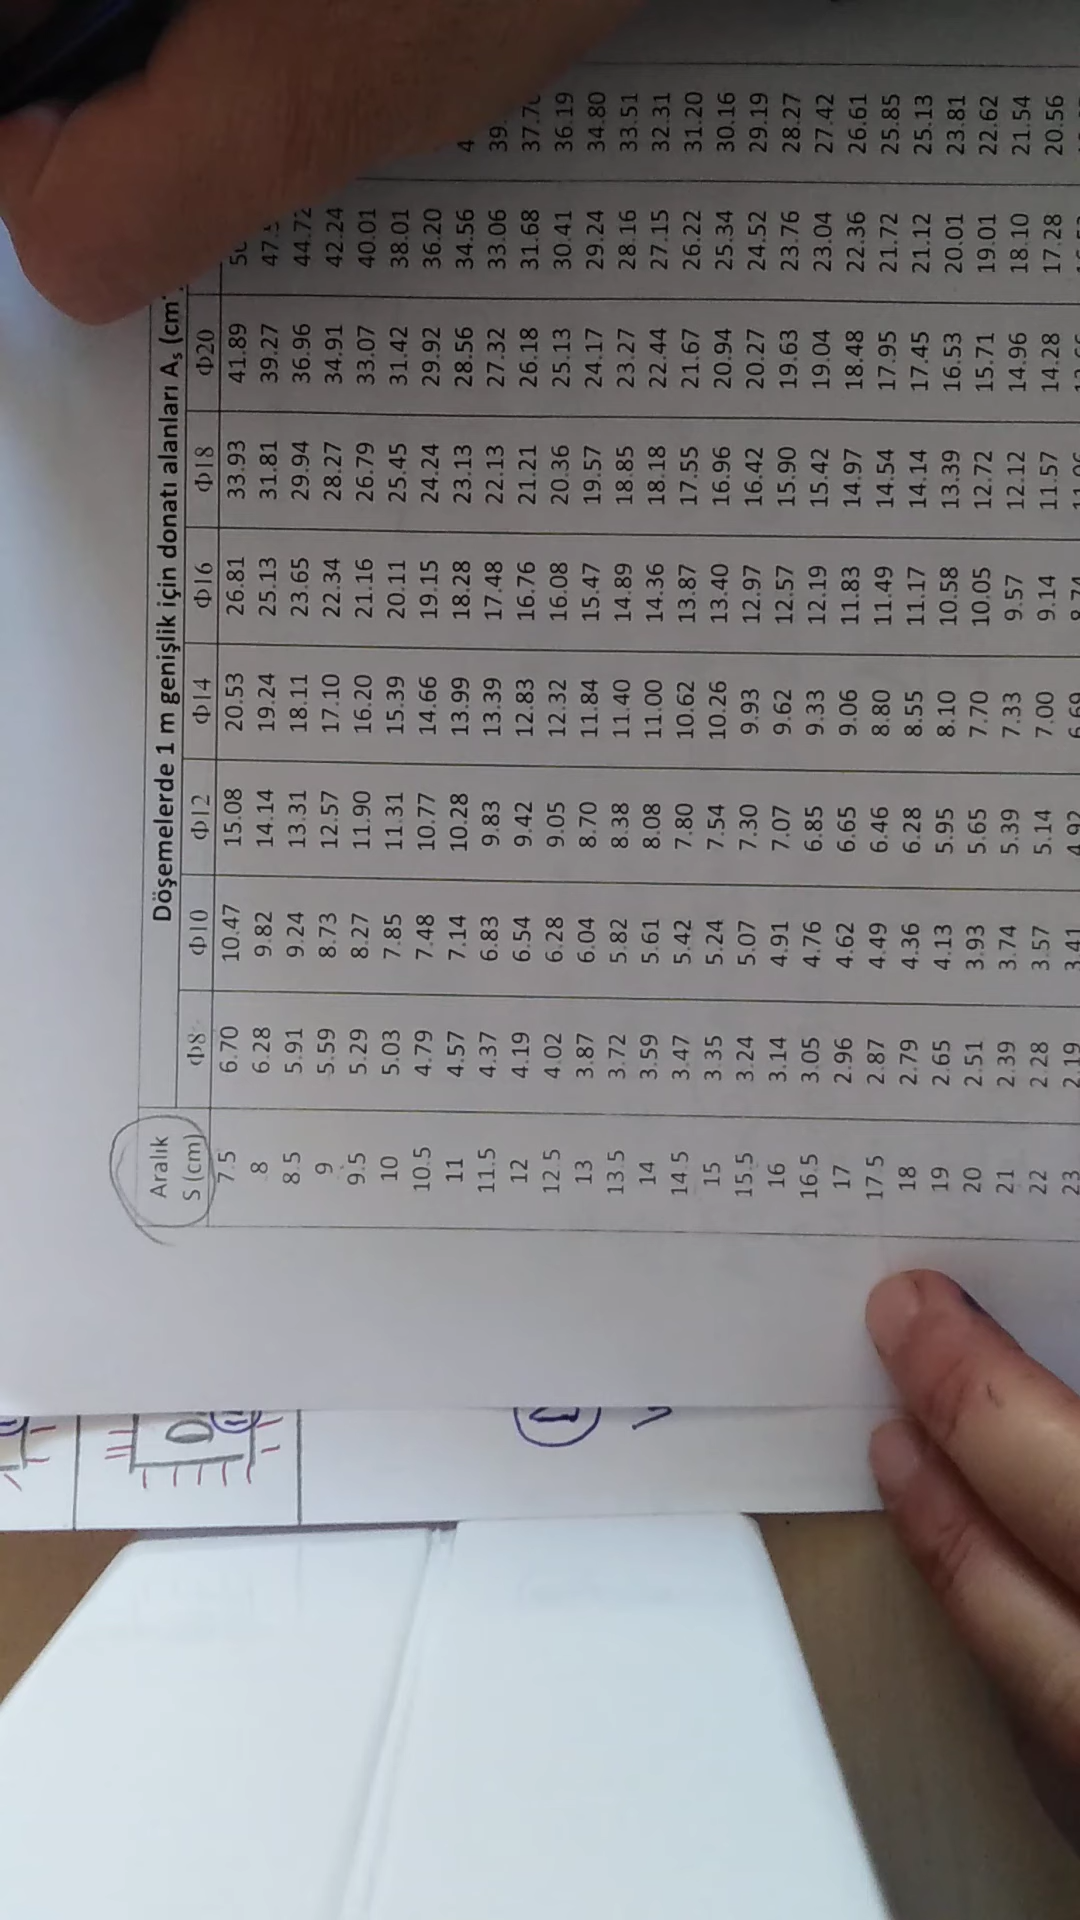 Döşemelerde 1 m genişlik için donatı alanları As (cm
Aralık
S (cm) Φ8 Φ10 Φ12 Φ14 Φ16 Φ18 Φ20
7.5 6.70 10.47 15.08 20.53 26.81 33.93 41.89
8 6.28 9.82 14.14 19.24 25.13 31.81 39.27
8.5 5.91 9.24 13.31 18.11 23.65 29.94 36.96 44.72
9 5.59 8.73 12.57 17.10 22.34 28.27 34.91 42.24
9.5 5.29 8.27 11.90 16.20 21.16 26.79 33.07 40.01
10 5.03 7.85 11.31 15.39 20.11 25.45 31.42 38.01
10.5 4.79 7.48 10.77 14.66 19.15 24.24 29.92 36.20
11 4.57 7.14 10.28 13.99 18.28 23.13 28.56 34.56
11.5 4.37 6.83 9.83 13.39 17.48 22.13 27.32 33.06
12 4.19 6.54 9.42 12.83 16.76 21.21 26.18 31.68
12.5 4.02 6.28 9.05 12.32 16.08 20.36 25.13 30.41 36.19
13 3.87 6.04 8.70 11.84 15.47 19.57 24.17 29.24 34.80
13.5 3.72 5.82 8.38 11.40 14.89 18.85 23.27 28.16 33.51
14 3.59 5.61 8.08 11.00 14.36 18.18 22.44 27.15 32.31
14.5 3.47 5.42 7.80 10.62 13.87 17.55 21.67 26.22 31.20
15 3.35 5.24 7.54 10.26 13.40 16.96 20.94 25.34 30.16
15.5 3.24 5.07 7.30 9.93 12.97 16.42 20.27 24.52 29.19
16 3.14 4.91 7.07 9.62 12.57 15.90 19.63 23.76 28.27
16.5 3.05 4.76 6.85 9.33 12.19 15.42 19.04 23.04 27.42
17 2.96 4.62 6.65 9.06 11.83 14.97 18.48 22.36 26.61
17.5 2.87 4.49 6.46 8.80 11.49 14.54 17.95 21.72 25.85
18 2.79 4.36 6.28 8.55 11.17 14.14 17.45 21.12 25.13
19 2.65 4.13 5.95 8.10 10.58 13.39 16.53 20.01 23.81
20 2.51 3.93 5.65 7.70 10.05 12.72 15.71 19.01 22.62
21 2.39 3.74 5.39 7.33 9.57 12.12 14.96 18.10 21.54
22 2.28 3.57 5.14 7.00 9.14 11.57 14.28 17.28 20.56
23 2.19 3.41 4.92 6.69 8.74